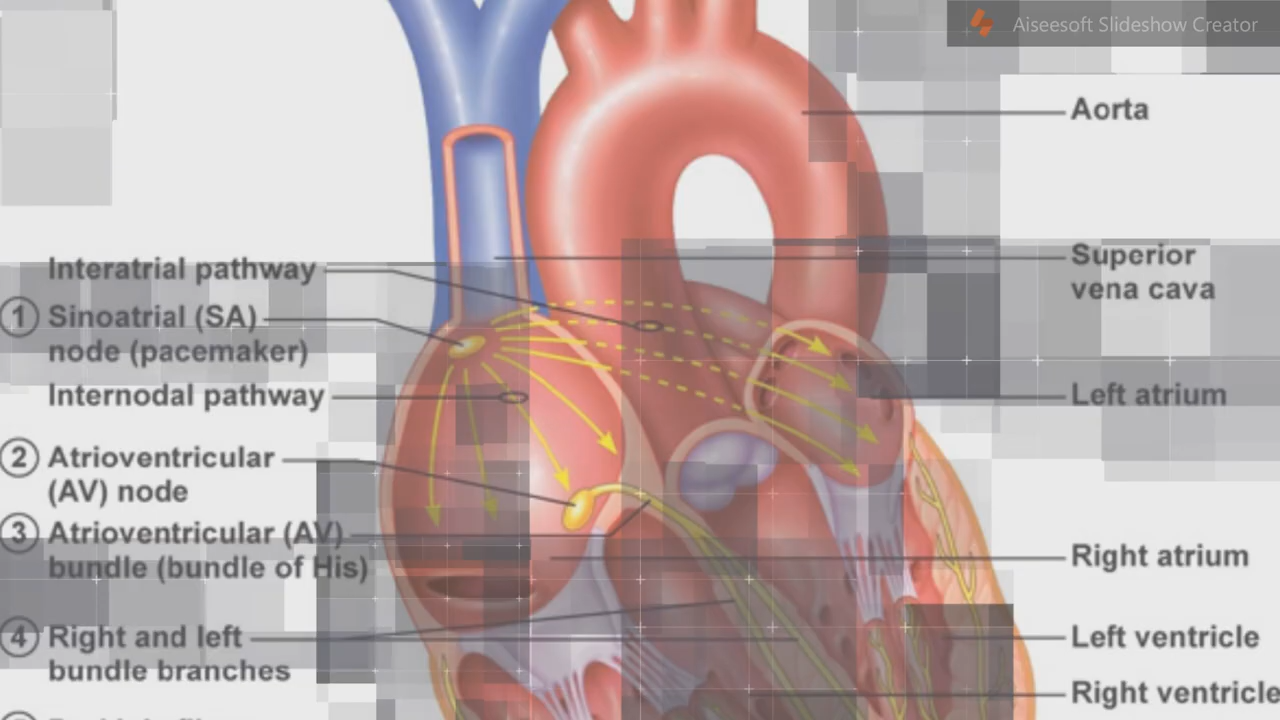 Aiseesoft Slideshow Creator
Aorta
Superior
vena cava
Interatrial pathway
1 Sinoatrial (SA)
node (pacemaker)
Internodal pathway
Left atrium
2 Atrioventricular
(AV) node
3 Atrioventricular (AV)
bundle (bundle of His)
Right atrium
4 Right and left
bundle branches
Left ventricle
Right ventricle